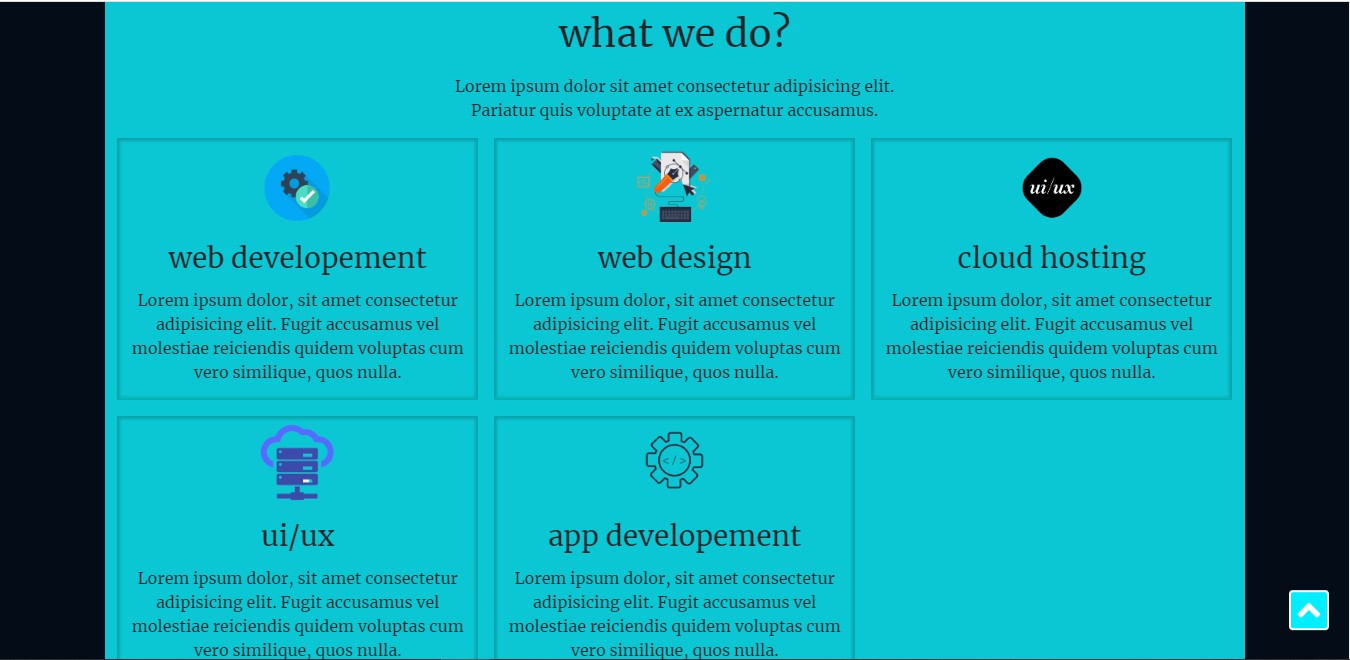 what we do?
Lorem ipsum dolor sit amet consectetur adipisicing elit.
Pariatur quis voluptate at ex aspernatur accusamus.
web developement
Lorem ipsum dolor, sit amet consectetur
adipisicing elit. Fugit accusamus vel
molestiae reiciendis quidem voluptas cum
vero similique, quos nulla.
web design
Lorem ipsum dolor, sit amet consectetur
adipisicing elit. Fugit accusamus vel
molestiae reiciendis quidem voluptas cum
vero similique, quos nulla.
ui/ux
cloud hosting
Lorem ipsum dolor, sit amet consectetur
adipisicing elit. Fugit accusamus vel
molestiae reiciendis quidem voluptas cum
vero similique, quos nulla.
ui/ux
Lorem ipsum dolor, sit amet consectetur
adipisicing elit. Fugit accusamus vel
molestiae reiciendis quidem voluptas cum
vero similique, quos nulla.
</>
app developement
Lorem ipsum dolor, sit amet consectetur
adipisicing elit. Fugit accusamus vel
molestiae reiciendis quidem voluptas cum
vero similique, quos nulla.